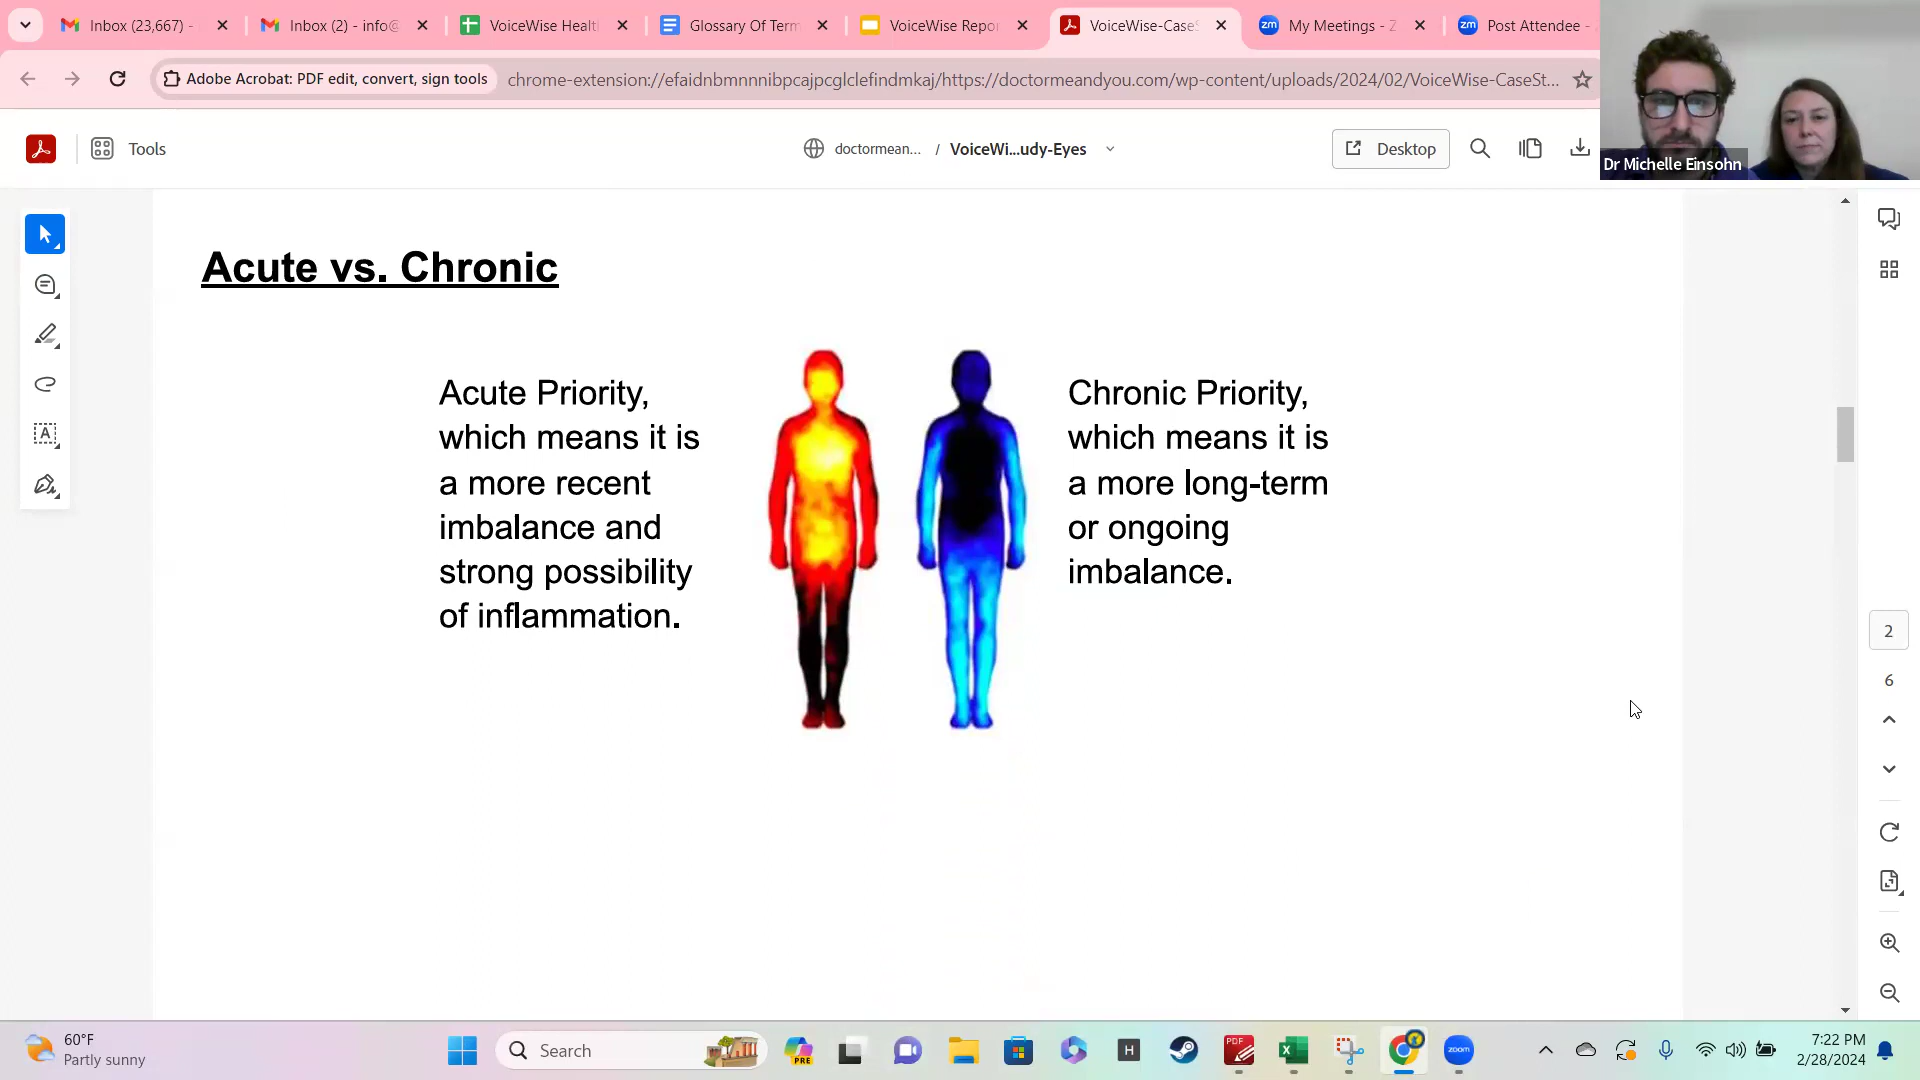 Inbox (23,667) -
Inbox (2) - info@
VoiceWise Healt
Glossary Of Term
VoiceWise Repor
VoiceWise-CaseS
My Meetings - Z
Post Attendee -
Adobe Acrobat: PDF edit, convert, sign tools
chrome-extension://efaidnbmnnnibpcajpcglclefindmkaj/https://doctormeandyou.com/wp-content/uploads/2024/02/VoiceWise-CaseSt...
Tools
doctormean... / VoiceWi...udy-Eyes
Desktop
Dr Michelle Einsohn
Acute vs. Chronic
Acute Priority,
which means it is
a more recent
imbalance and
strong possibility
of inflammation.
Chronic Priority,
which means it is
a more long-term
or ongoing
imbalance.
2
6
60°F
Partly sunny
Search
PRE
H
PDF
zoom
7:22 PM
2/28/2024